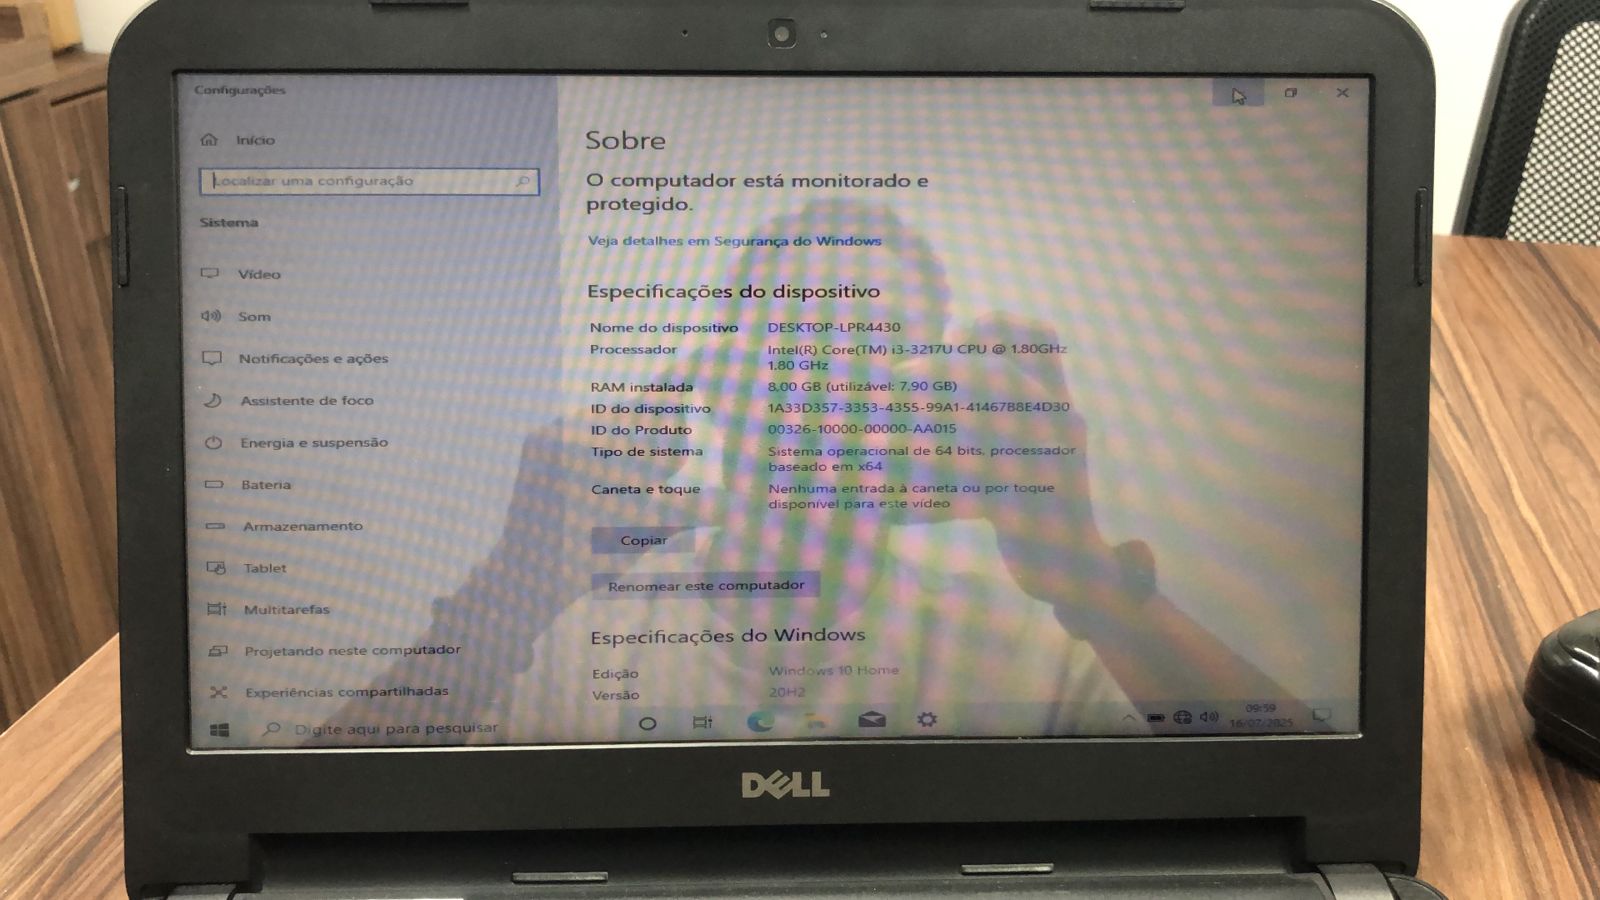 Configurações
Início
Localizar uma configuração
Sistema
Vídeo
Som
Notificações e ações
Assistente de foco
Energia e suspensão
Bateria
Armazenamento
Tablet
Multitarefas
Projetando neste computador
Experiências compartilhadas
Sobre
O computador está monitorado e
protegido.
Veja detalhes em Segurança do Windows
Especificações do dispositivo
Nome do dispositivo DESKTOP-LPR4430
Processador Intel(R) Core(TM) i3-3217U CPU @ 1.80GHz
1.80 GHz
RAM instalada 8,00 GB (utilizável: 7,90 GB)
ID do dispositivo 1A33D357-3353-4355-99A1-41467B8E4D30
ID do Produto 00326-10000-00000-AA015
Tipo de sistema Sistema operacional de 64 bits, processador
baseado em x64
Caneta e toque Nenhuma entrada à caneta ou por toque
disponível para este vídeo
Copiar
Renomear este computador
Especificações do Windows
Edição Windows 10 Home
Versão 20H2
Digite aqui para pesquisar
09:59
16/07/2025
DELL